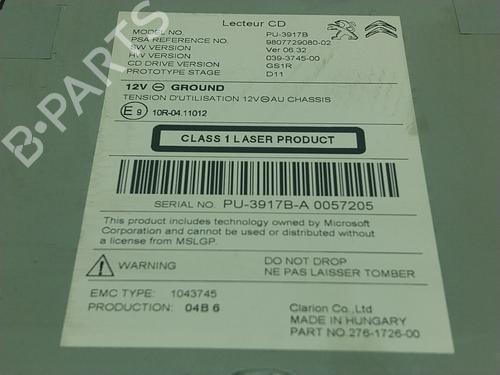 Lecteur CD
MODEL NO PU-3917B
PSA REFERENCE NO. 9807729080-02
SW VERSION Ver 06.32
HW VERSION 039-3745-00
CD DRIVE VERSION GS1R
PROTOTYPE STAGE D11
12V ⊖ GROUND
TENSION D'UTILISATION 12V ⊖ AU CHASSIS
E9 10R-04.11012
CLASS 1 LASER PRODUCT
SERIAL NO. PU-3917B-A 0057205
This product includes technology owned by Microsoft
Corporation and cannot be used or distributed without
a license from MSLGP.
WARNING DO NOT DROP
NE PAS LAISSER TOMBER
EMC TYPE: 1043745
PRODUCTION: 04B 6
Clarion Co.,Ltd
MADE IN HUNGARY
PART NO.276-1726-00
B-PARTS